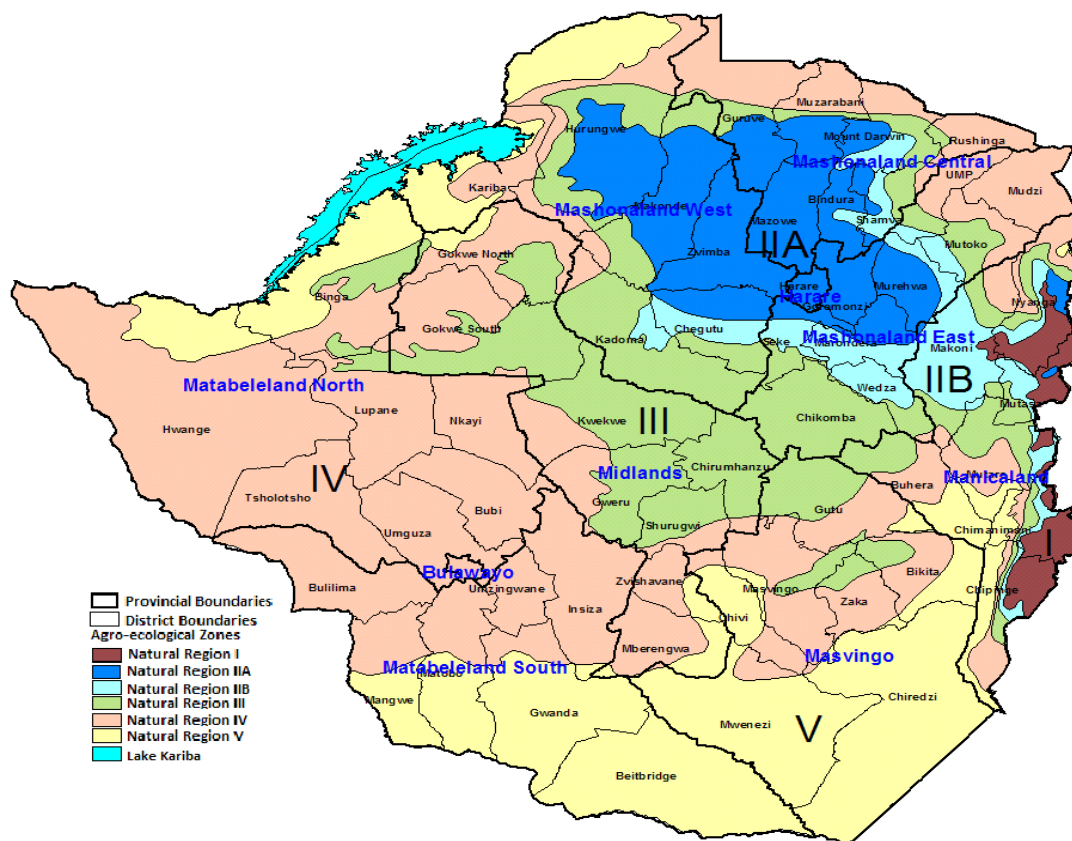 Muzarabani
Guruve
Hurungwe
Mount Darwin
Rushinga
Mashonaland Central
UMP
Kariba
Mudzi
Bindura
Makonde
Mashonaland West
Mazowe
Shamva
IIA
Mutoko
Gokwe North
Zvimba
Murehwa
Harare
Harare
Goromonzi
Binga
Nyanga
Gokwe South
Chegutu
Kadoma
Seke
Marondera
Mashonaland East
Makoni
Matabeleland North
Wedza
IIB
Lupane
Nkayi
Mutasa
Hwange
Kwekwe
III
Chikomba
Midlands
Chirumhanzu
IV
Tsholotsho
Gweru
Buhera
Mutare
Manicaland
Bubi
Gutu
Umguza
Shurugwi
Chimanimani
I
Bulawayo
Bulilima
Umzingwane
Zvishavane
Bikita
Insiza
Masvingo
Zaka
Chipinge
Chivi
Provincial Boundaries
District Boundaries
Agro-ecological Zones
Natural Region I
Natural Region IIA
Natural Region IIB
Natural Region III
Natural Region IV
Natural Region V
Lake Kariba
Mberengwa
Masvingo
Matabeleland South
Matobo
Mangwe
Chiredzi
Gwanda
Mwenezi
V
Beitbridge